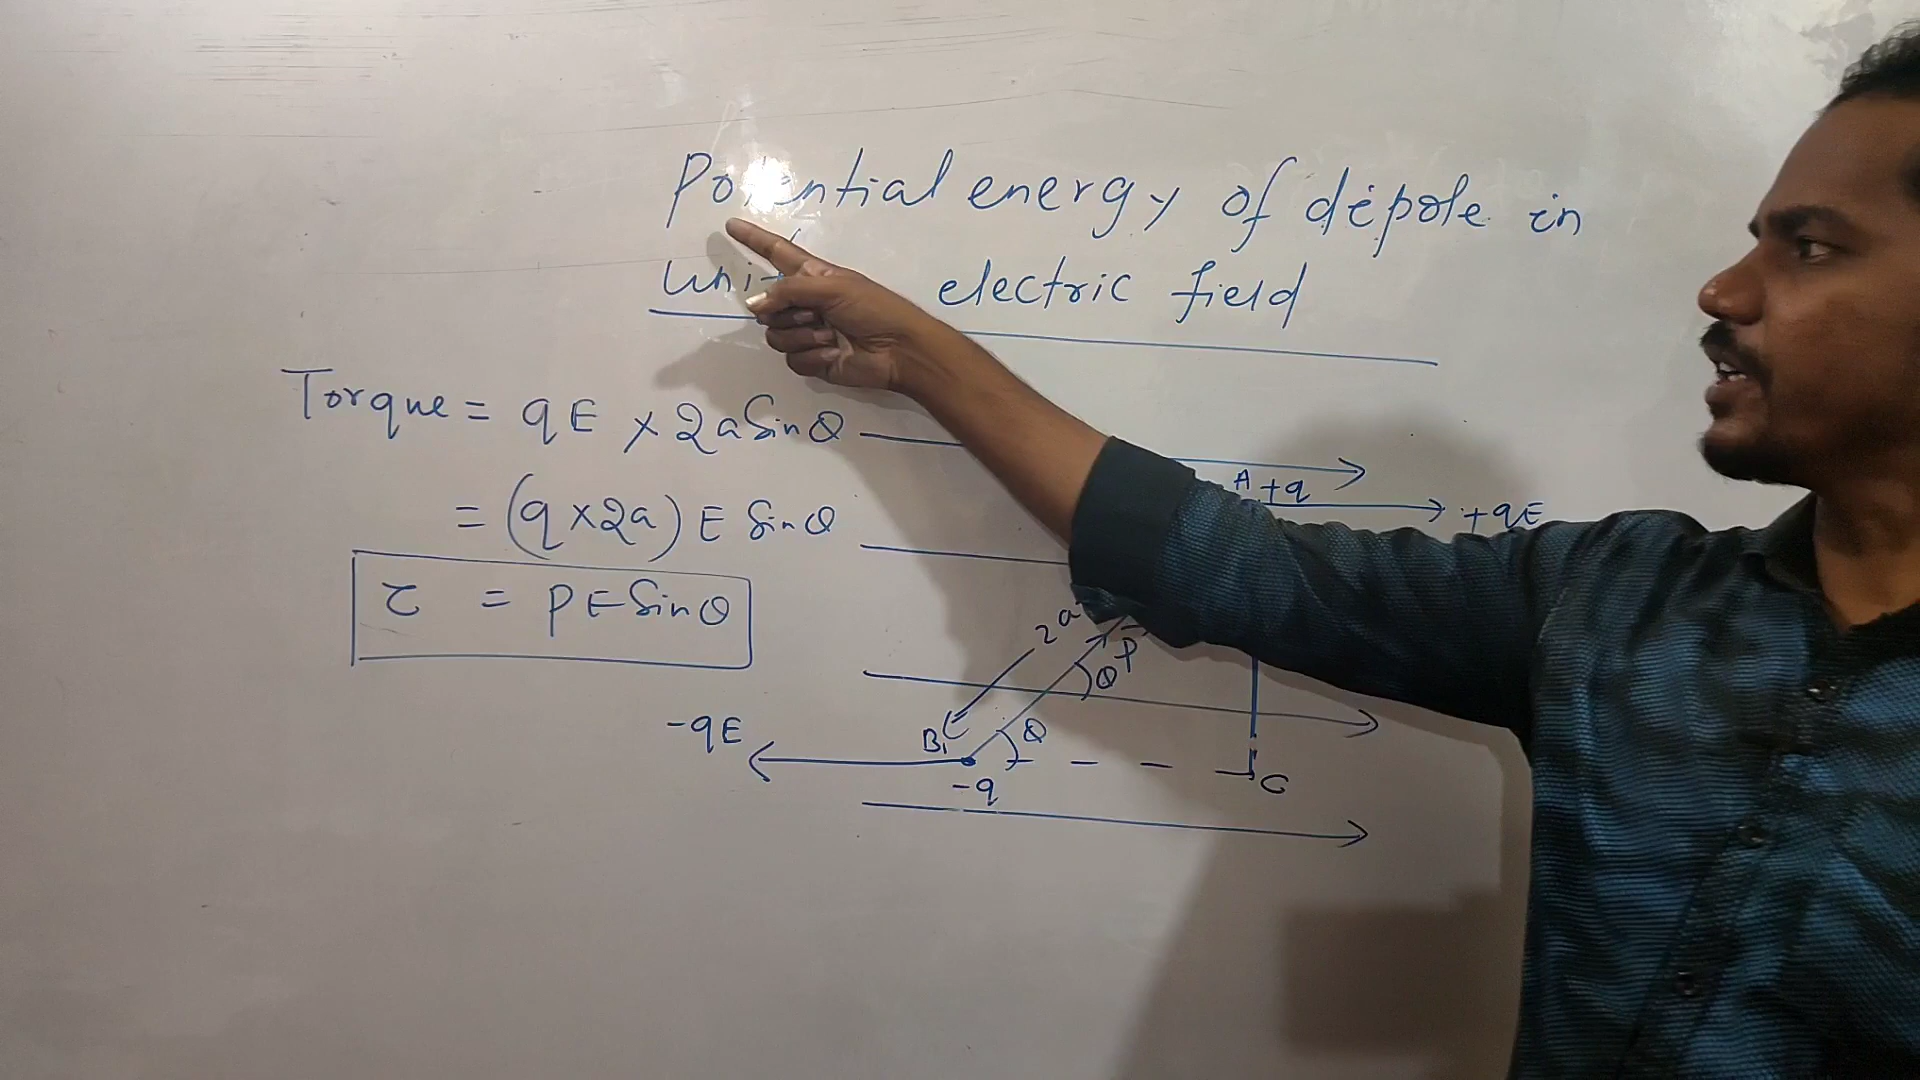 Potential energy of dipole in
electric field
Torque = qE × 2a Sinθ
= (q × 2a) E Sinθ
τ = PE Sinθ
A +q
+qE
2a
P
θ
-qE
B
θ
-q
C